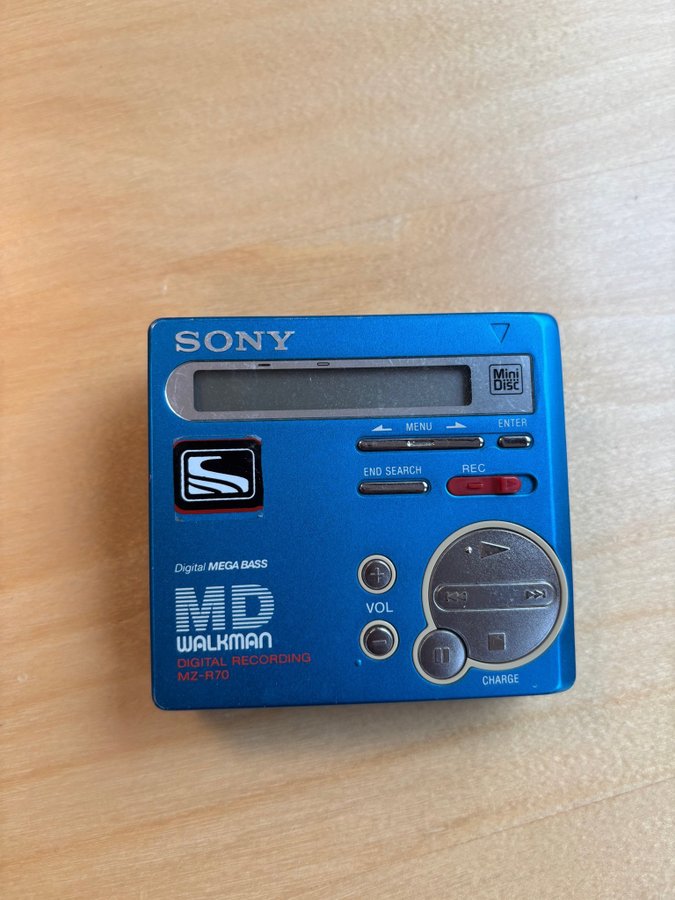 SONY
Mini
Disc
MENU
ENTER
END SEARCH
REC
Digital MEGA BASS
MD
WALKMAN
DIGITAL RECORDING
MZ-R70
VOL
CHARGE